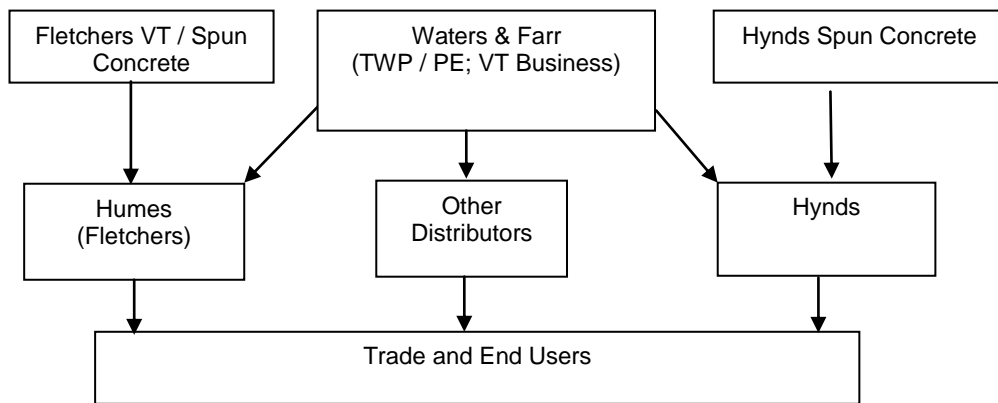 Fletchers VT / Spun
Concrete
Waters & Farr
(TWP / PE; VT Business)
Hynds Spun Concrete
Humes
(Fletchers)
Other
Distributors
Hynds
Trade and End Users